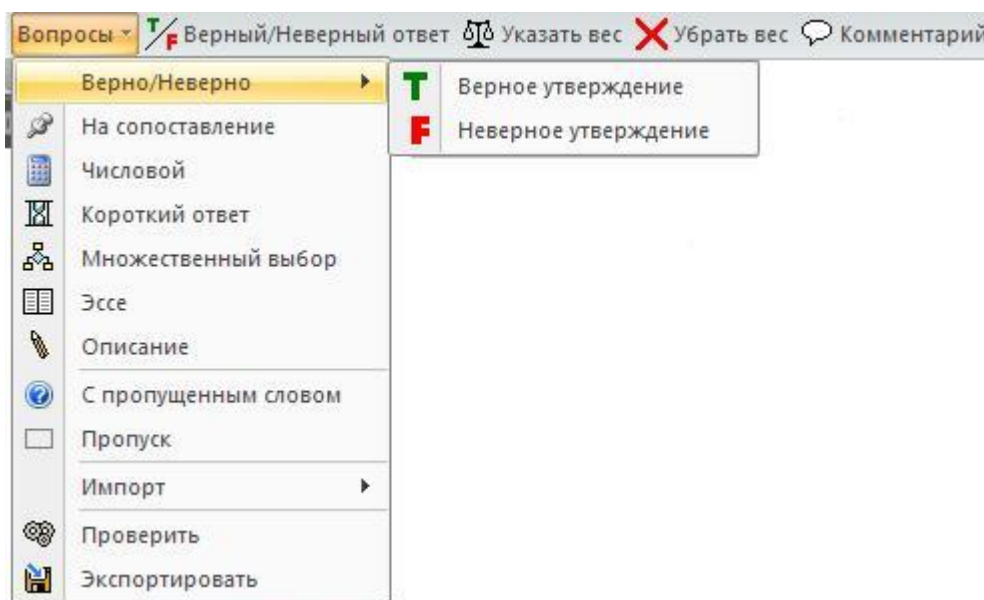 Вопросы Верный/Неверный ответ Указать вес Убрать вес Комментарий
Верно/Неверно
Верное утверждение
Неверное утверждение
На сопоставление
Числовой
Короткий ответ
Множественный выбор
Эссе
Описание
С пропущенным словом
Пропуск
Импорт
Проверить
Экспортировать